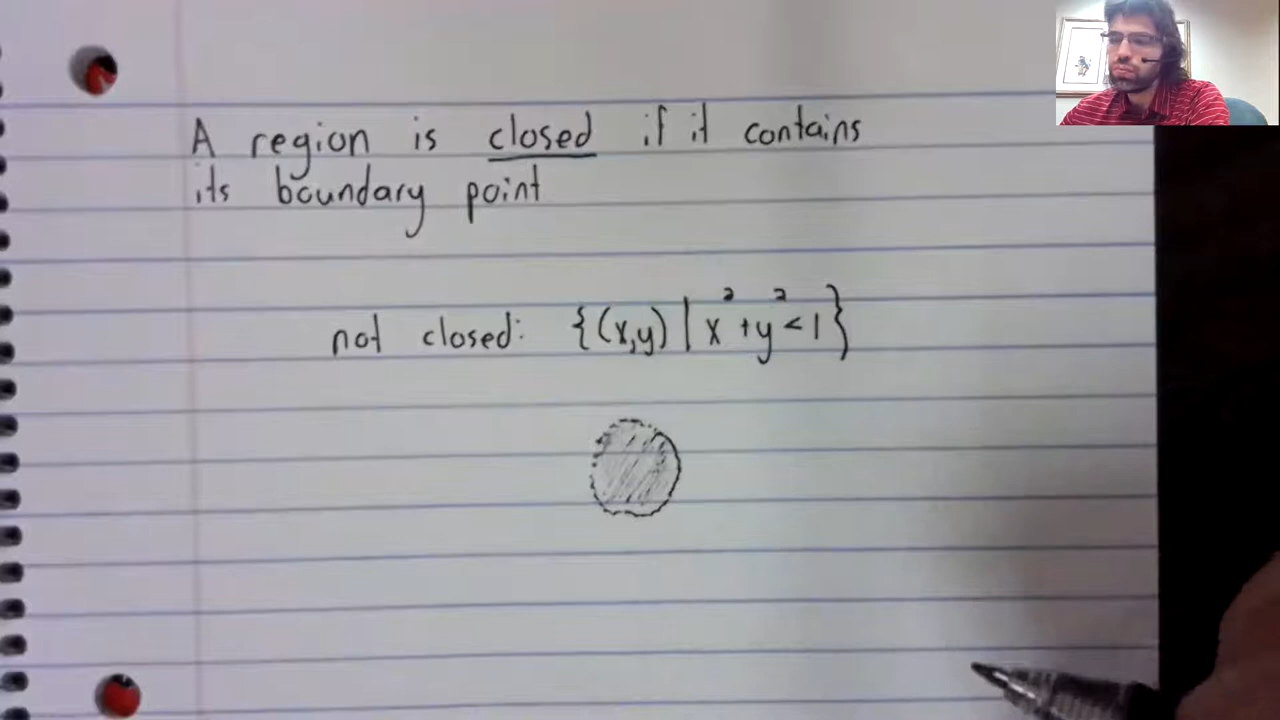 A region is closed if it contains
its boundary point
not closed: {(x,y) | x² + y² < 1}